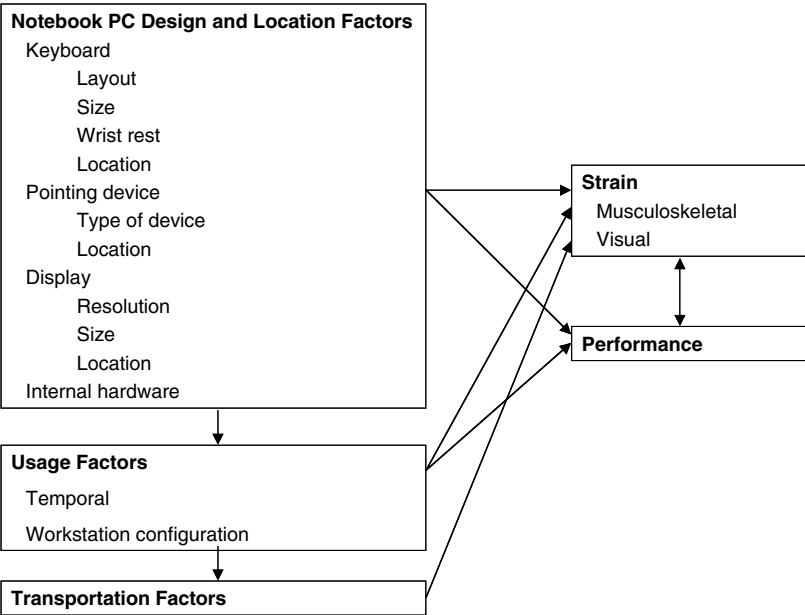 Notebook PC Design and Location Factors
Keyboard
Layout
Size
Wrist rest
Location
Pointing device
Type of device
Location
Display
Resolution
Size
Location
Internal hardware
Usage Factors
Temporal
Workstation configuration
Transportation Factors
Strain
Musculoskeletal
Visual
Performance